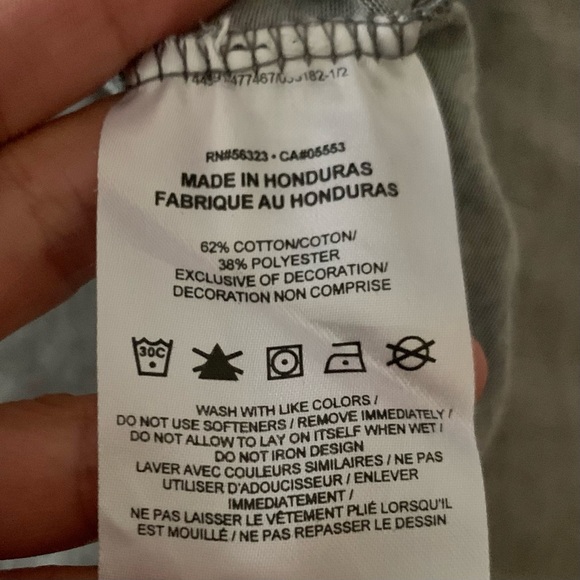 RN#56323 • CA#05553
MADE IN HONDURAS
FABRIQUE AU HONDURAS
62% COTTON/COTON/
38% POLYESTER
EXCLUSIVE OF DECORATION/
DECORATION NON COMPRISE
30C
WASH WITH LIKE COLORS /
DO NOT USE SOFTENERS / REMOVE IMMEDIATELY /
DO NOT ALLOW TO LAY ON ITSELF WHEN WET /
DO NOT IRON DESIGN
LAVER AVEC COULEURS SIMILAIRES / NE PAS
UTILISER D'ADOUCISSEUR / ENLEVER
IMMEDIATEMENT /
NE PAS LAISSER LE VÊTEMENT PLIÉ LORSQU'IL
EST MOUILLÉ / NE PAS REPASSER LE DESSIN